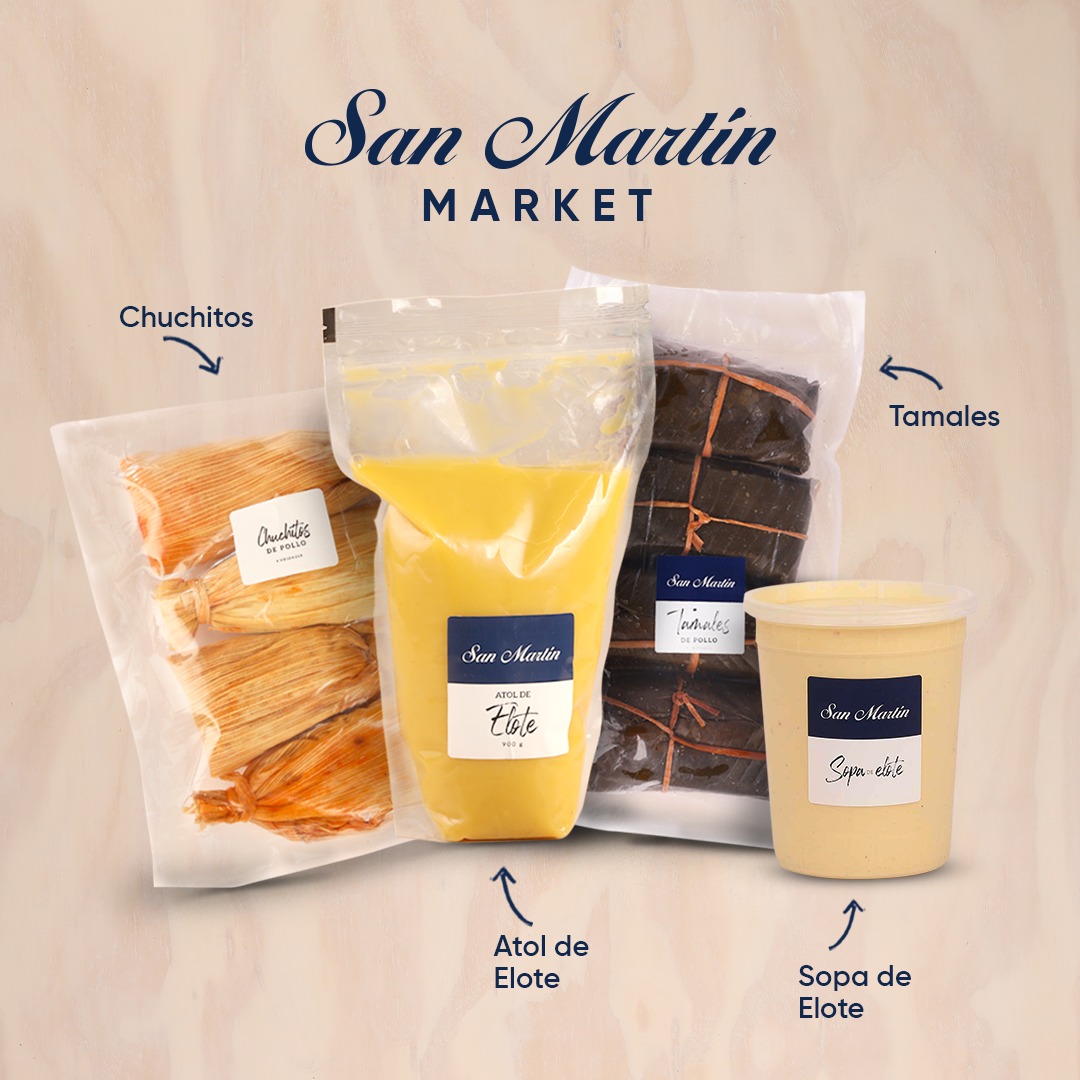 San Martín
MARKET
Chuchitos
Tamales
Chuchitos
DE POLLO
San Martín
ATOL DE
Elote
900 g
San Martín
Tamales
DE POLLO
San Martín
Sopa DE elote
Atol de
Elote
Sopa de
Elote